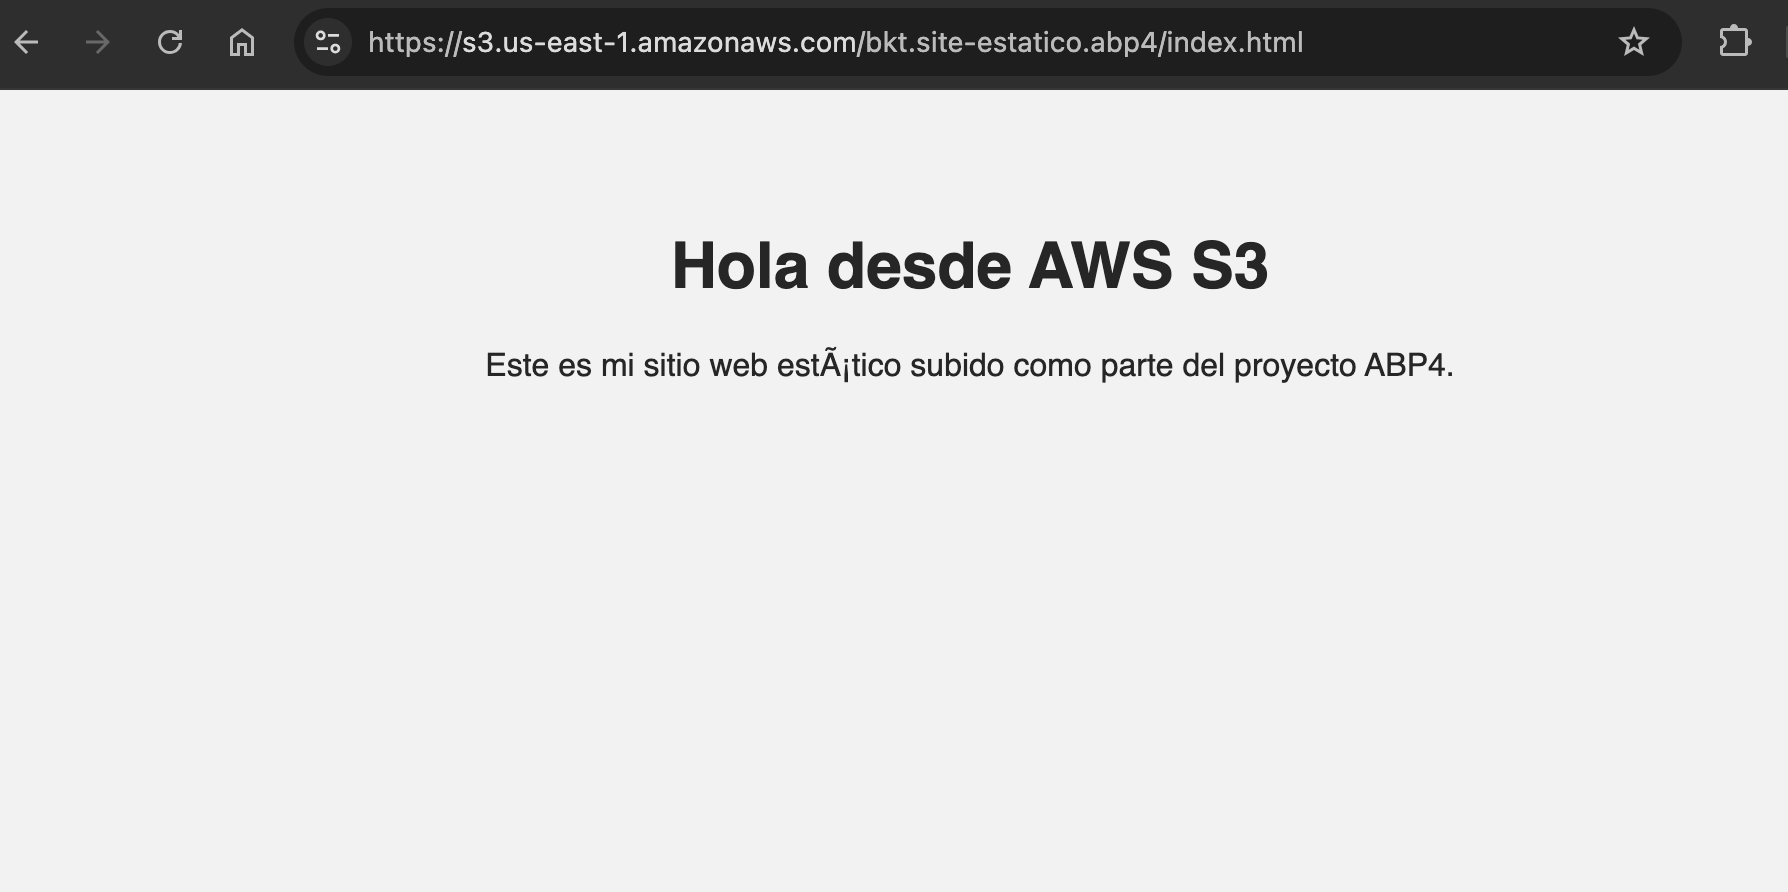 https://s3.us-east-1.amazonaws.com/bkt.site-estatico.abp4/index.html
Hola desde AWS S3
Este es mi sitio web estÃ¡tico subido como parte del proyecto ABP4.